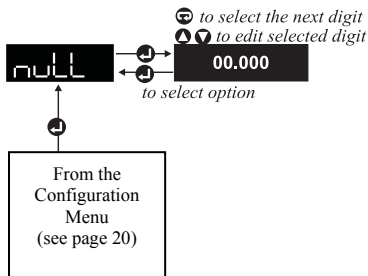 to select the next digit
to edit selected digit
nuLL
00.000
to select option
From the
Configuration
Menu
(see page 20)